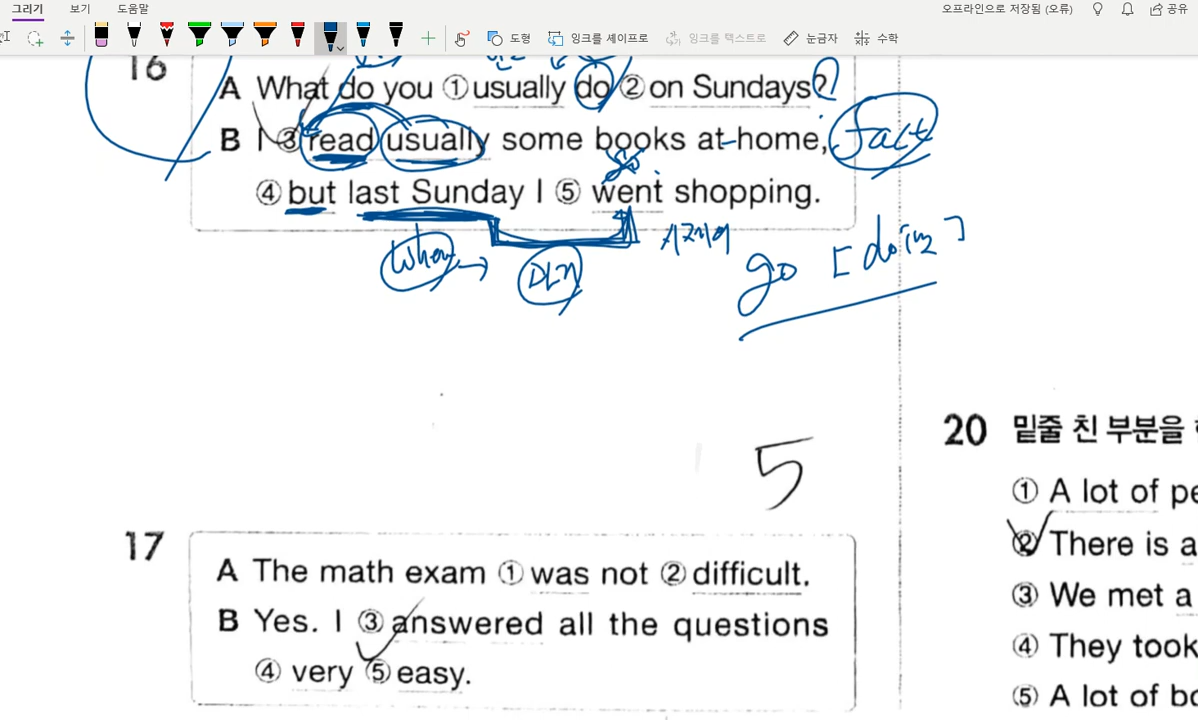 그리기 보기 도움말 오프라인으로 저장됨 (오류) 공유
도형 잉크를 셰이프로 잉크를 텍스트로 눈금자 수학
16
A What do you ① usually do ② on Sundays?
B I ③ read usually some books at home, fact
④ but last Sunday I ⑤ went shopping.
when
go [doing]
5
17
A The math exam ① was not ② difficult.
B Yes. I ③ answered all the questions
④ very ⑤ easy.
20 밑줄 친 부분을
① A lot of pe
② There is a
③ We met a
④ They took
⑤ A lot of bo